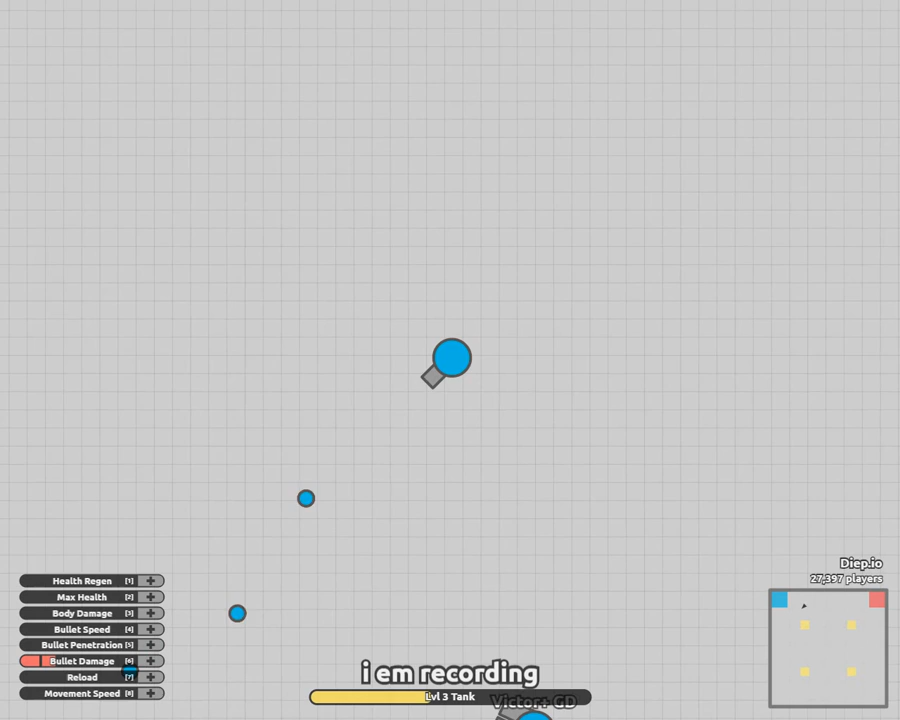 Diep.io
27,397 players
Health Regen [1]
Max Health [2]
Body Damage [3]
Bullet Speed [4]
Bullet Penetration [5]
Bullet Damage [6]
Reload [7]
Movement Speed [8]
i em recording
Lvl 3 Tank
Victor+ GD